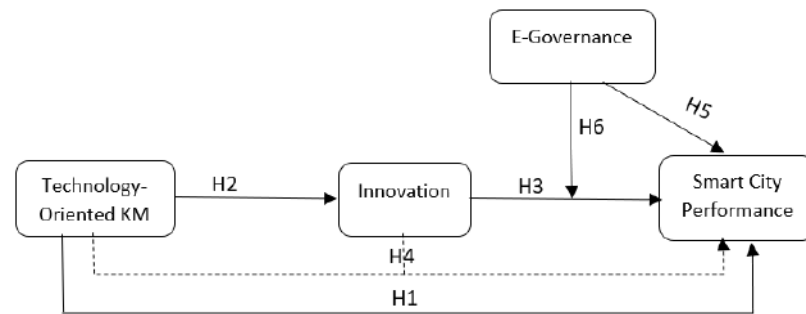 E-Governance
H5
H6
Technology-
Oriented KM
H2
Innovation
H3
Smart City
Performance
H4
H1